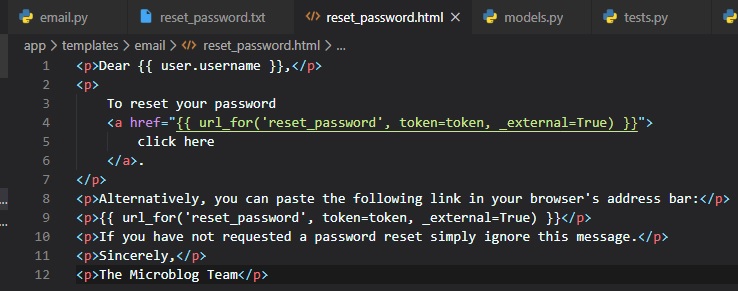 email.py reset_password.txt reset_password.html models.py tests.py
app > templates > email > reset_password.html > ...
1 <p>Dear {{ user.username }},</p>
2 <p>
3 To reset your password
4 <a href="{{ url_for('reset_password', token=token, _external=True) }}">
5 click here
6 </a>.
7 </p>
8 <p>Alternatively, you can paste the following link in your browser's address bar:</p>
9 <p>{{ url_for('reset_password', token=token, _external=True) }}</p>
10 <p>If you have not requested a password reset simply ignore this message.</p>
11 <p>Sincerely,</p>
12 <p>The Microblog Team</p>